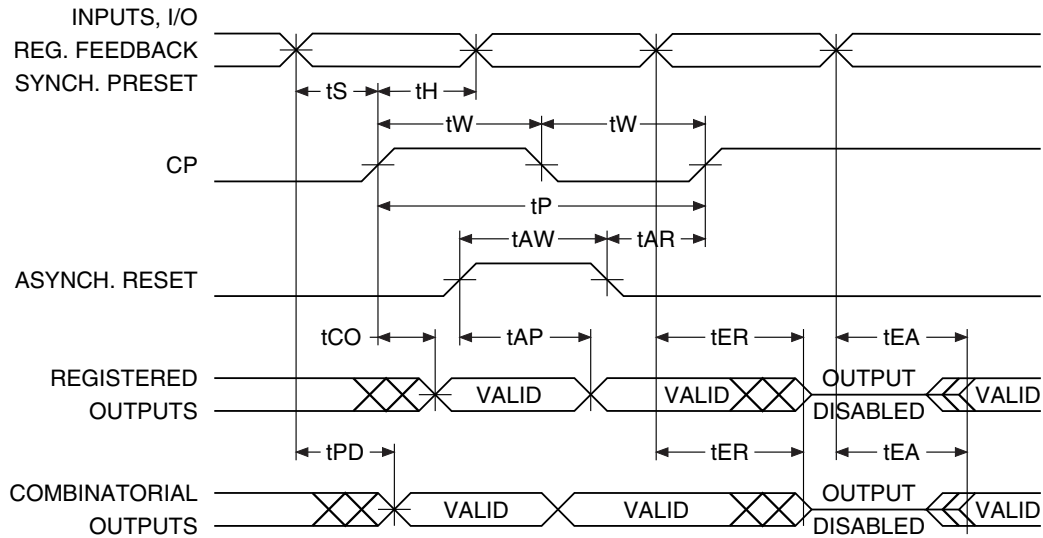 INPUTS, I/O
REG. FEEDBACK
SYNCH. PRESET
tS tH
tW tW
CP
tP
tAW tAR
ASYNCH. RESET
tCO tAP tER tEA
REGISTERED
OUTPUTS
VALID VALID OUTPUT
DISABLED VALID
tPD tER tEA
COMBINATORIAL
OUTPUTS
VALID VALID OUTPUT
DISABLED VALID